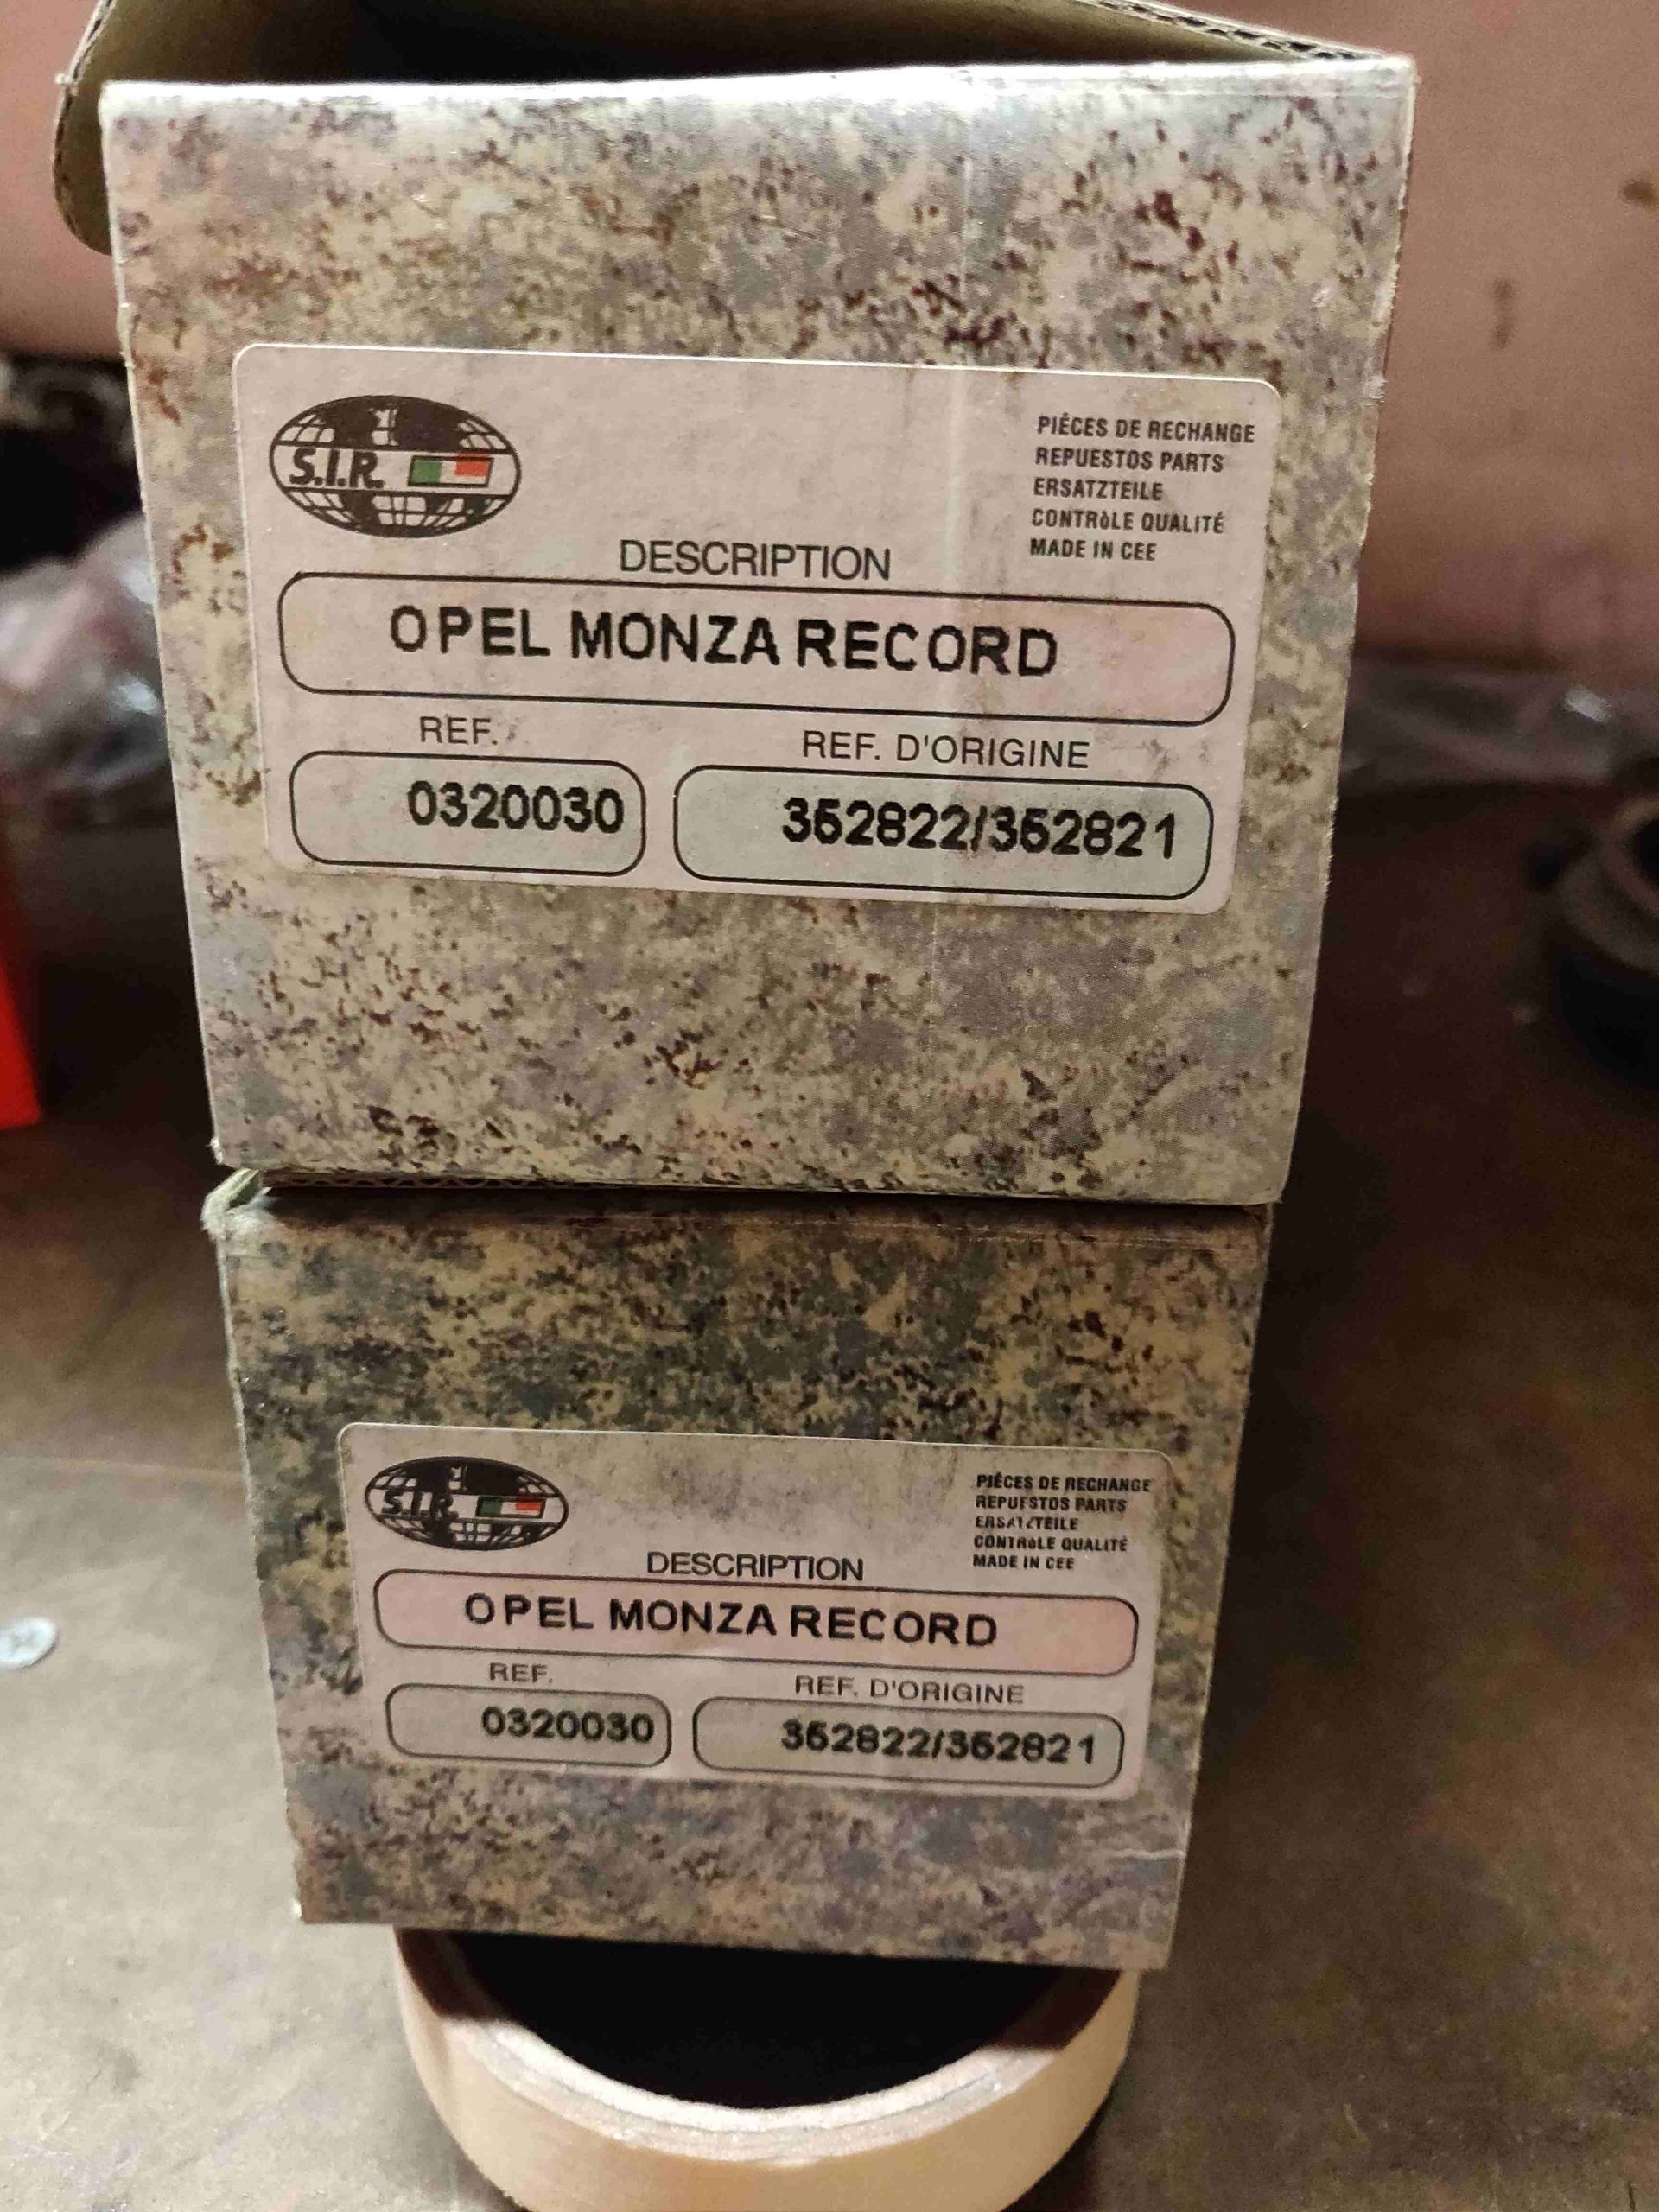 S.I.R.
PIÉCES DE RECHANGE
REPUESTOS PARTS
ERSATZTEILE
CONTRòLE QUALITÉ
MADE IN CEE
DESCRIPTION
OPEL MONZA RECORD
REF. REF. D'ORIGINE
0320030 352822/352821
S.I.R.
PIÉCES DE RECHANGE
REPUESTOS PARTS
ERSATZTEILE
CONTRòLE QUALITÉ
MADE IN CEE
DESCRIPTION
OPEL MONZA RECORD
REF. REF. D'ORIGINE
0320030 352822/352821